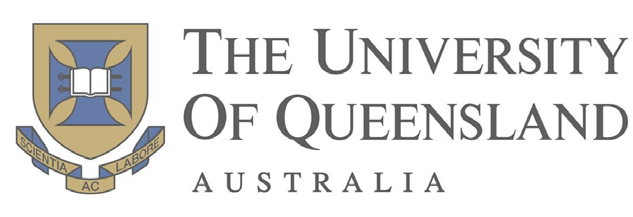 THE UNIVERSITY
OF QUEENSLAND
AUSTRALIA
SCIENTIA
AC
LABORE